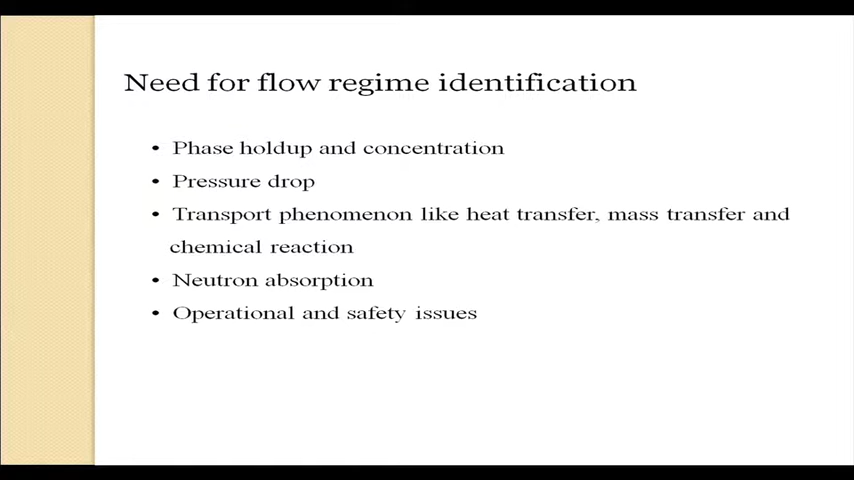 Need for flow regime identification
• Phase holdup and concentration
• Pressure drop
• Transport phenomenon like heat transfer, mass transfer and
chemical reaction
• Neutron absorption
• Operational and safety issues